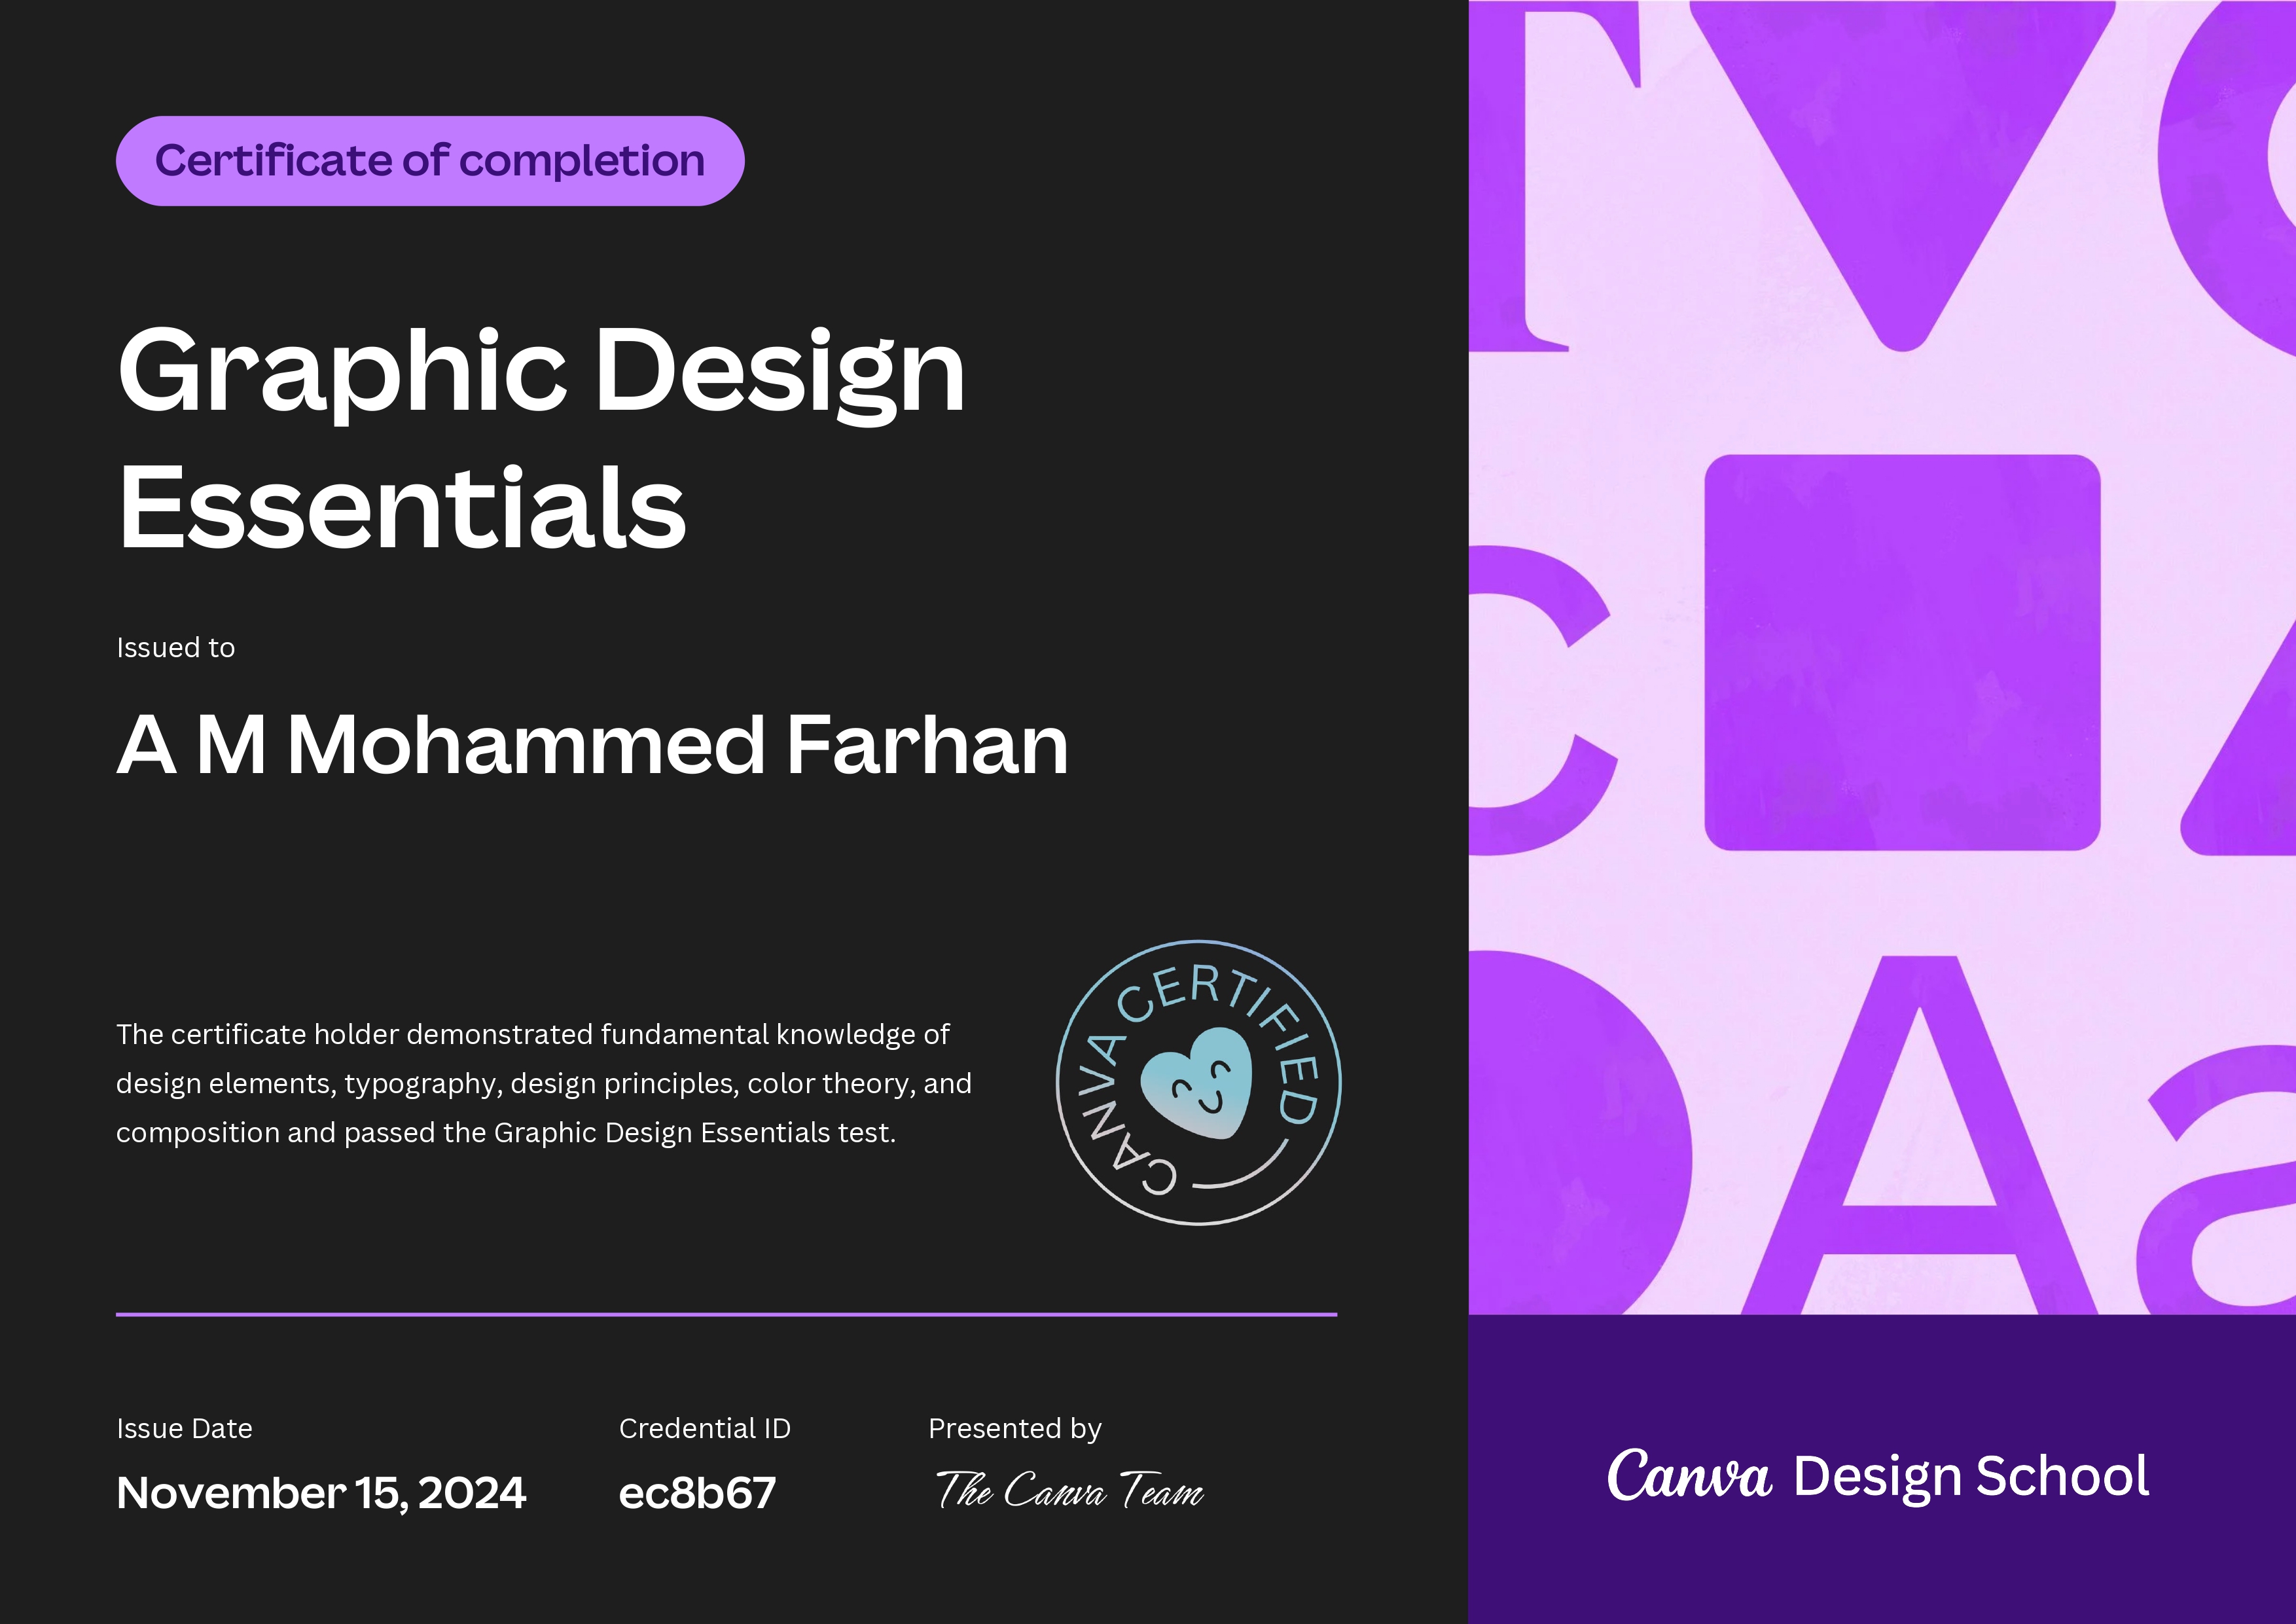 Certificate of completion
Graphic Design
Essentials
Issued to
A M Mohammed Farhan
The certificate holder demonstrated fundamental knowledge of
design elements, typography, design principles, color theory, and
composition and passed the Graphic Design Essentials test.
CANVA CERTIFIED
Issue Date
November 15, 2024
Credential ID
ec8b67
Presented by
The Canva Team
c
A a
Canva Design School